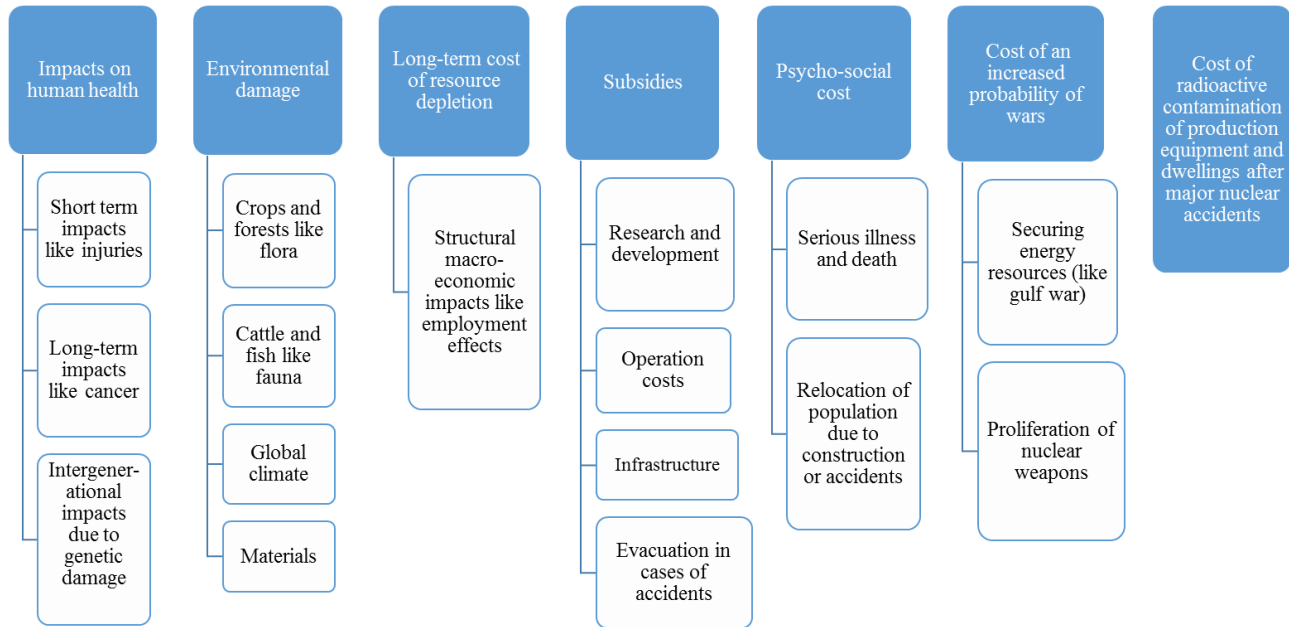 Impacts on
human health
Short term
impacts
like injuries
Long-term
impacts
like cancer
Intergener-
ational
impacts
due to
genetic
damage
Environmental
damage
Crops and
forests like
flora
Cattle and
fish like
fauna
Global
climate
Materials
Long-term cost
of resource
depletion
Structural
macro-
economic
impacts like
employment
effects
Subsidies
Research and
development
Operation
costs
Infrastructure
Evacuation in
cases of
accidents
Psycho-social
cost
Serious illness
and death
Relocation of
population
due to
construction
or accidents
Cost of an
increased
probability of
wars
Securing
energy
resources (like
gulf war)
Proliferation of
nuclear
weapons
Cost of
radioactive
contamination
of production
equipment and
dwellings after
major nuclear
accidents